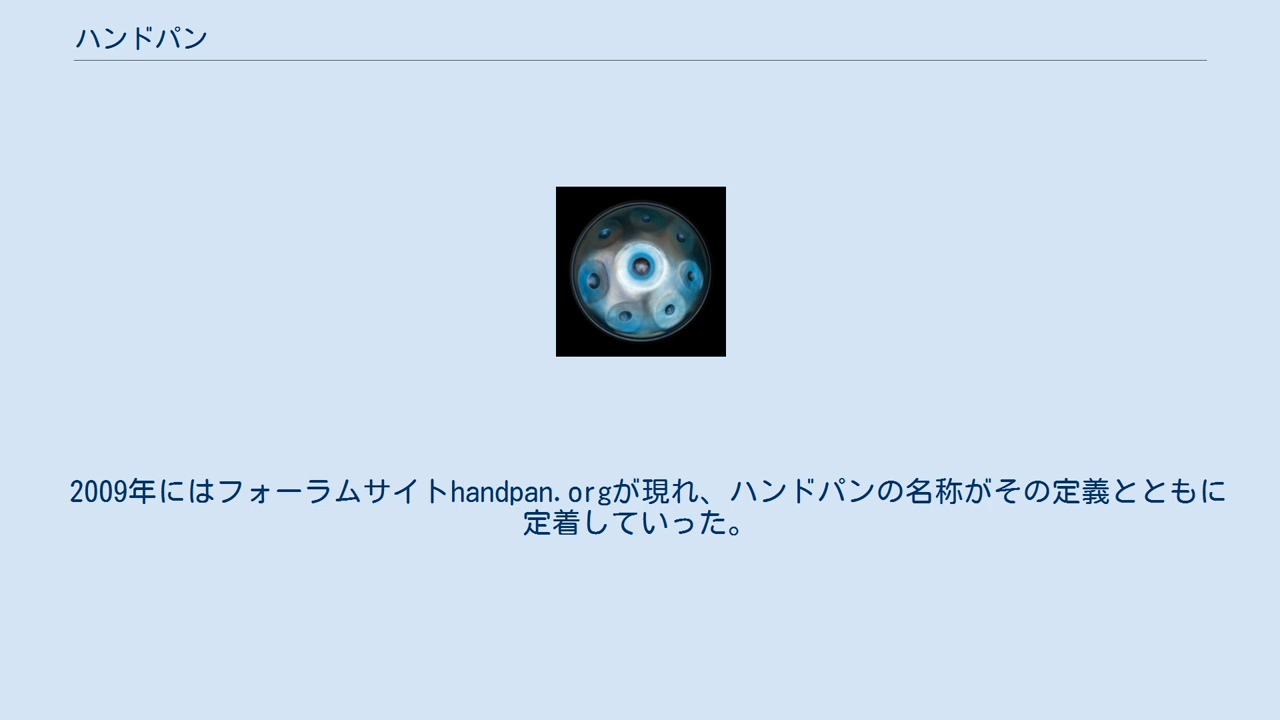 ハンドパン
2009年にはフォーラムサイトhandpan.orgが現れ、ハンドパンの名称がその定義とともに
定着していった。